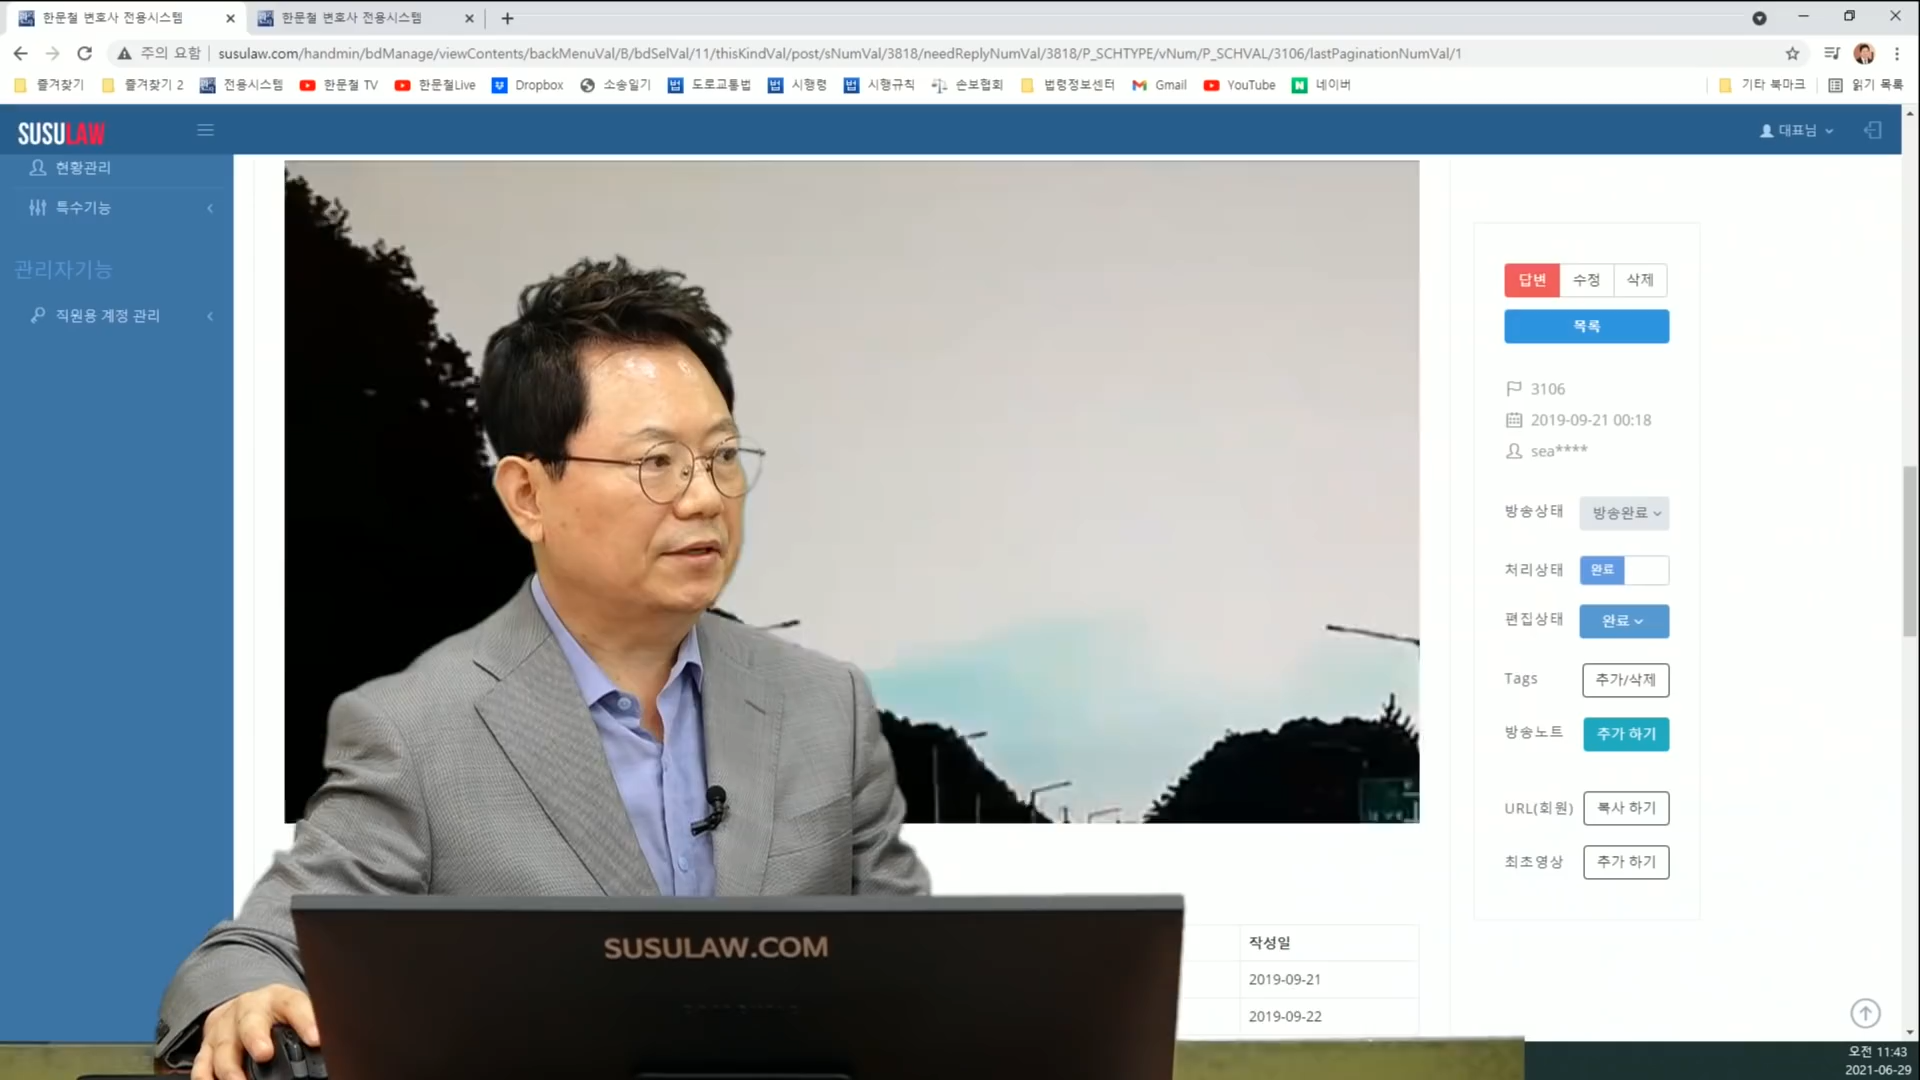 한문철 변호사 전용시스템
한문철 변호사 전용시스템
주의 요함
susulaw.com/handmin/bdManage/viewContents/backMenuVal/B/bdSelVal/11/thisKindVal/post/sNumVal/3818/needReplyNumVal/3818/P_SCHTYPE/vNum/P_SCHVAL/3106/lastPaginationNumVal/1
즐겨찾기
즐겨찾기 2
전용시스템
한문철 TV
한문철Live
Dropbox
소송일기
법 도로교통법
법 시행령
법 시행규칙
손보협회
법령정보센터
Gmail
YouTube
N 네이버
기타 북마크
읽기 목록
SUSULAW
대표님
현황관리
특수기능
관리자기능
직원용 계정 관리
답변 수정 삭제
목록
3106
2019-09-21 00:18
sea****
방송상태 방송완료
처리상태 완료
편집상태 완료
Tags 추가/삭제
방송노트 추가 하기
URL(회원) 복사 하기
최초영상 추가 하기
작성일
2019-09-21
2019-09-22
SUSULAW.COM
오전 11:43
2021-06-29